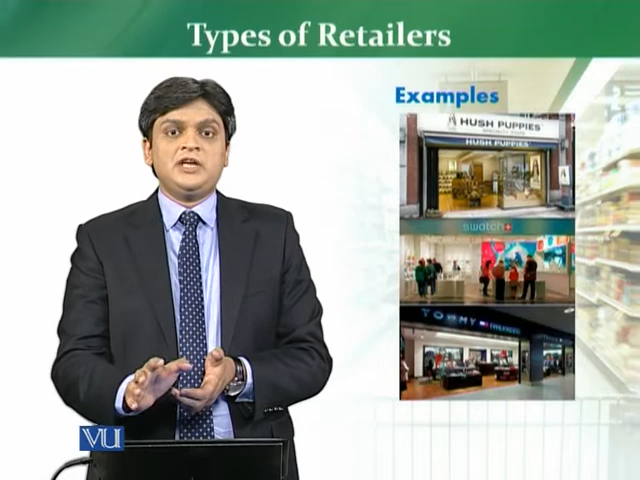 Types of Retailers
Examples
HUSH PUPPIES
HUSH PUPPIES
swatch
TOMMY HILFIGER
VU